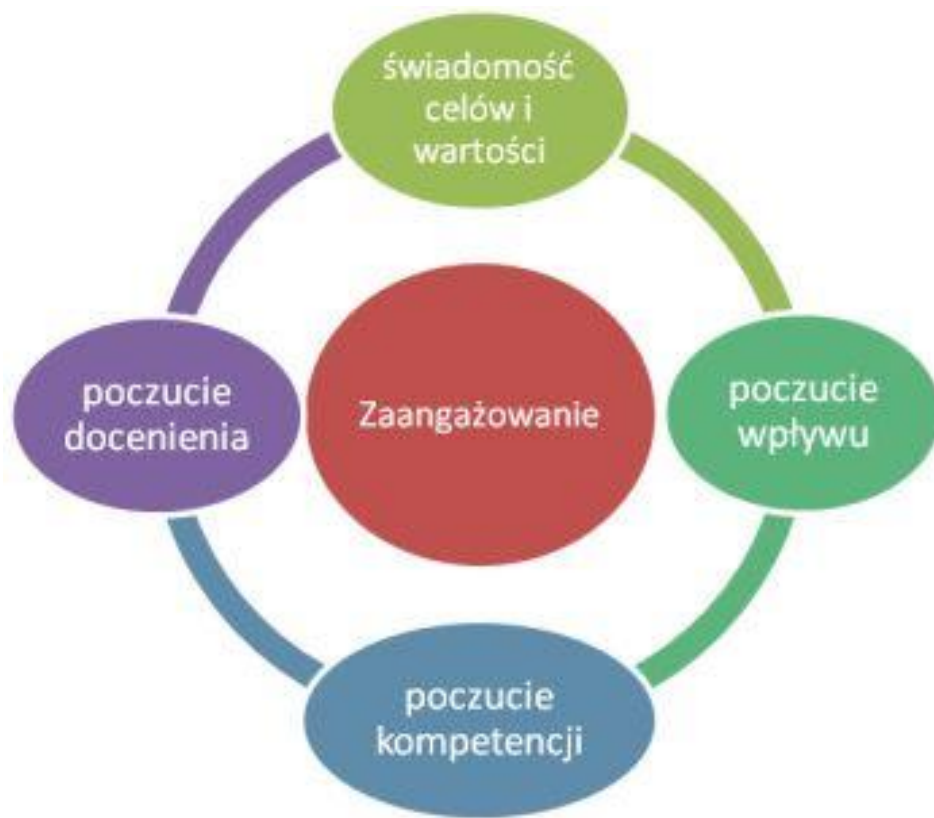 świadomość
celów i
wartości
poczucie
docenienia
Zaangażowanie
poczucie
wpływu
poczucie
kompetencji